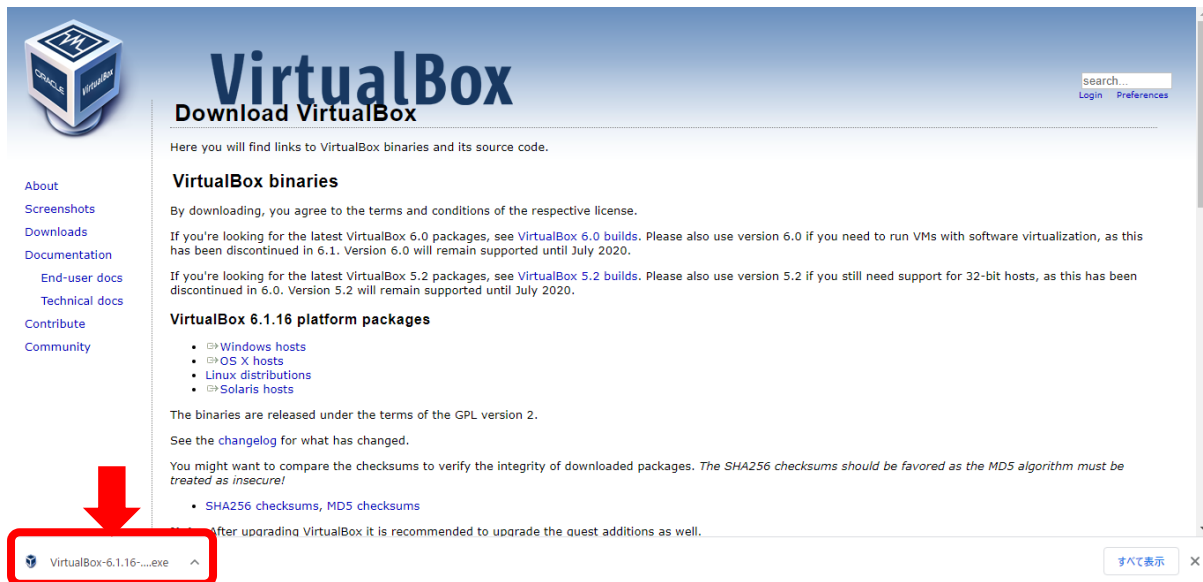 ORACLE
VirtualBox
VirtualBox
search...
Login Preferences
Download VirtualBox
Here you will find links to VirtualBox binaries and its source code.
About
Screenshots
Downloads
Documentation
End-user docs
Technical docs
Contribute
Community
VirtualBox binaries
By downloading, you agree to the terms and conditions of the respective license.
If you're looking for the latest VirtualBox 6.0 packages, see VirtualBox 6.0 builds. Please also use version 6.0 if you need to run VMs with software virtualization, as this
has been discontinued in 6.1. Version 6.0 will remain supported until July 2020.
If you're looking for the latest VirtualBox 5.2 packages, see VirtualBox 5.2 builds. Please also use version 5.2 if you still need support for 32-bit hosts, as this has been
discontinued in 6.0. Version 5.2 will remain supported until July 2020.
VirtualBox 6.1.16 platform packages
Windows hosts
OS X hosts
Linux distributions
Solaris hosts
The binaries are released under the terms of the GPL version 2.
See the changelog for what has changed.
You might want to compare the checksums to verify the integrity of downloaded packages. The SHA256 checksums should be favored as the MD5 algorithm must be
treated as insecure!
SHA256 checksums, MD5 checksums
After upgrading VirtualBox it is recommended to upgrade the guest additions as well.
VirtualBox-6.1.16-....exe
すべて表示